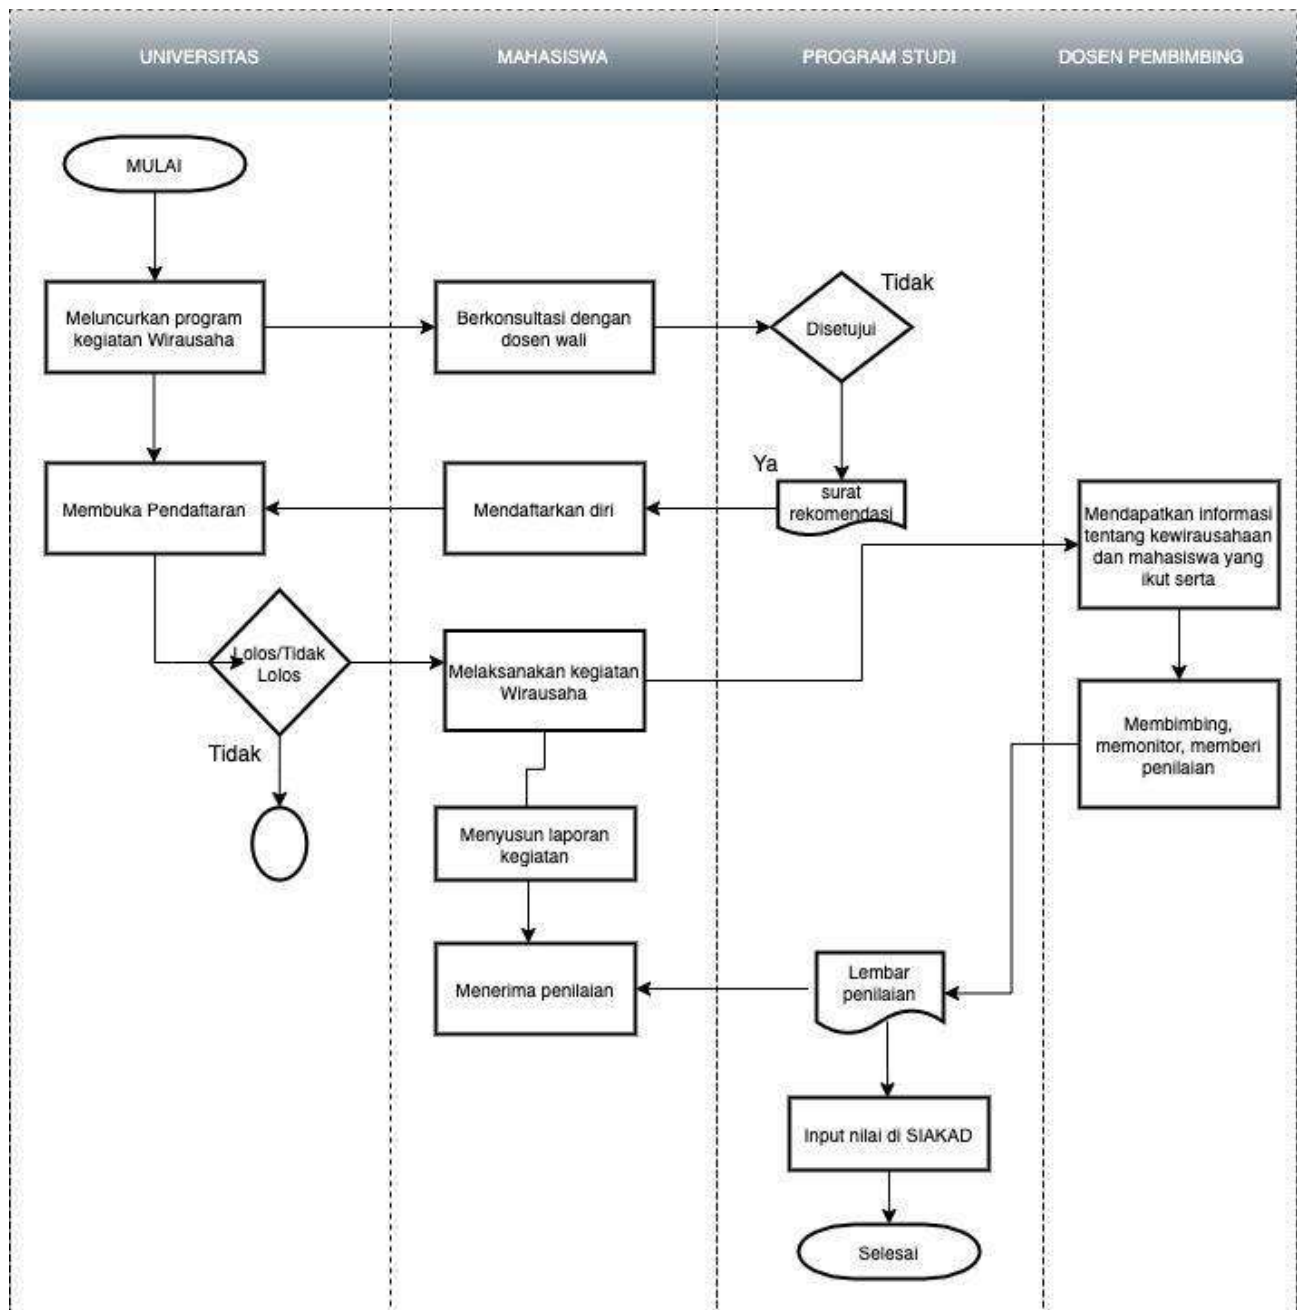 UNIVERSITAS
MAHASISWA
PROGRAM STUDI
DOSEN PEMBIMBING
MULAI
Meluncurkan program
kegiatan Wirausaha
Berkonsultasi dengan
dosen wali
Disetujui
Tidak
Membuka Pendaftaran
Mendaftarkan diri
Ya
surat
rekomendasi
Mendapatkan informasi
tentang kewirausahaan
dan mahasiswa yang
ikut serta
Lolos/Tidak
Lolos
Melaksanakan kegiatan
Wirausaha
Tidak
Membimbing,
memonitor, memberi
penilaian
Menyusun laporan
kegiatan
Menerima penilaian
Lembar
penilaian
Input nilai di SIAKAD
Selesai